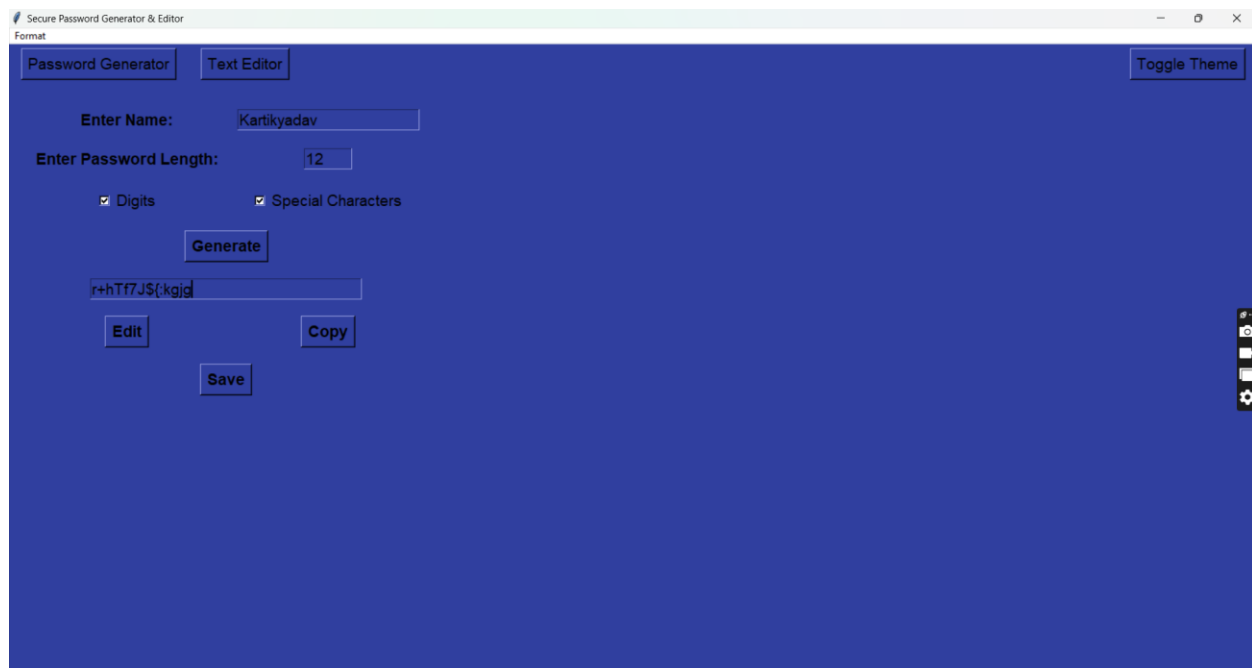 Secure Password Generator & Editor
Format
Password Generator Text Editor Toggle Theme
Enter Name: Kartikyadav
Enter Password Length: 12
Digits Special Characters
Generate
r+hTf7J${:kgjg
Edit Copy
Save